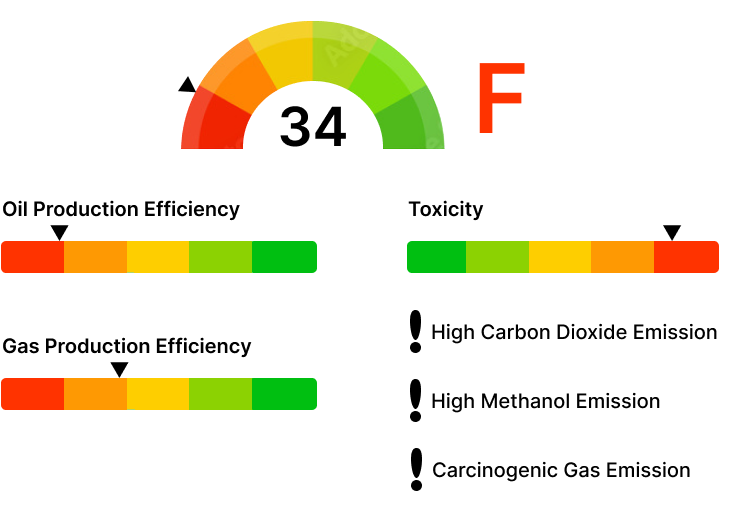 34
F
Oil Production Efficiency
Toxicity
High Carbon Dioxide Emission
Gas Production Efficiency
High Methanol Emission
Carcinogenic Gas Emission